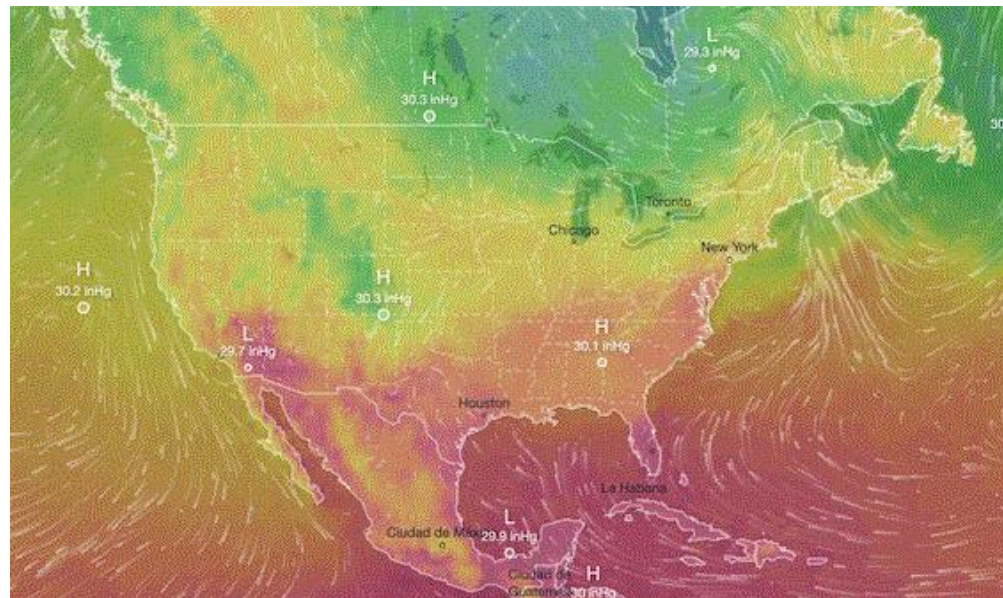 L
29.3 inHg
H
30.3 inHg
30
Toronto
Chicago
New York
H
30.2 inHg
H
30.3 inHg
L
29.7 inHg
H
30.1 inHg
Houston
La Habana
L
29.9 inHg
Ciudad de México
H
30 inHg
Ciudad de
Guatemala